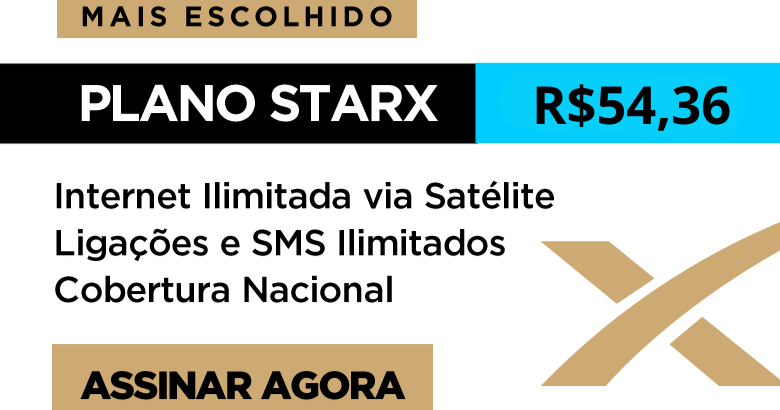 MAIS ESCOLHIDO
PLANO STARX R$54,36
Internet Ilimitada via Satélite
Ligações e SMS Ilimitados
Cobertura Nacional
ASSINAR AGORA